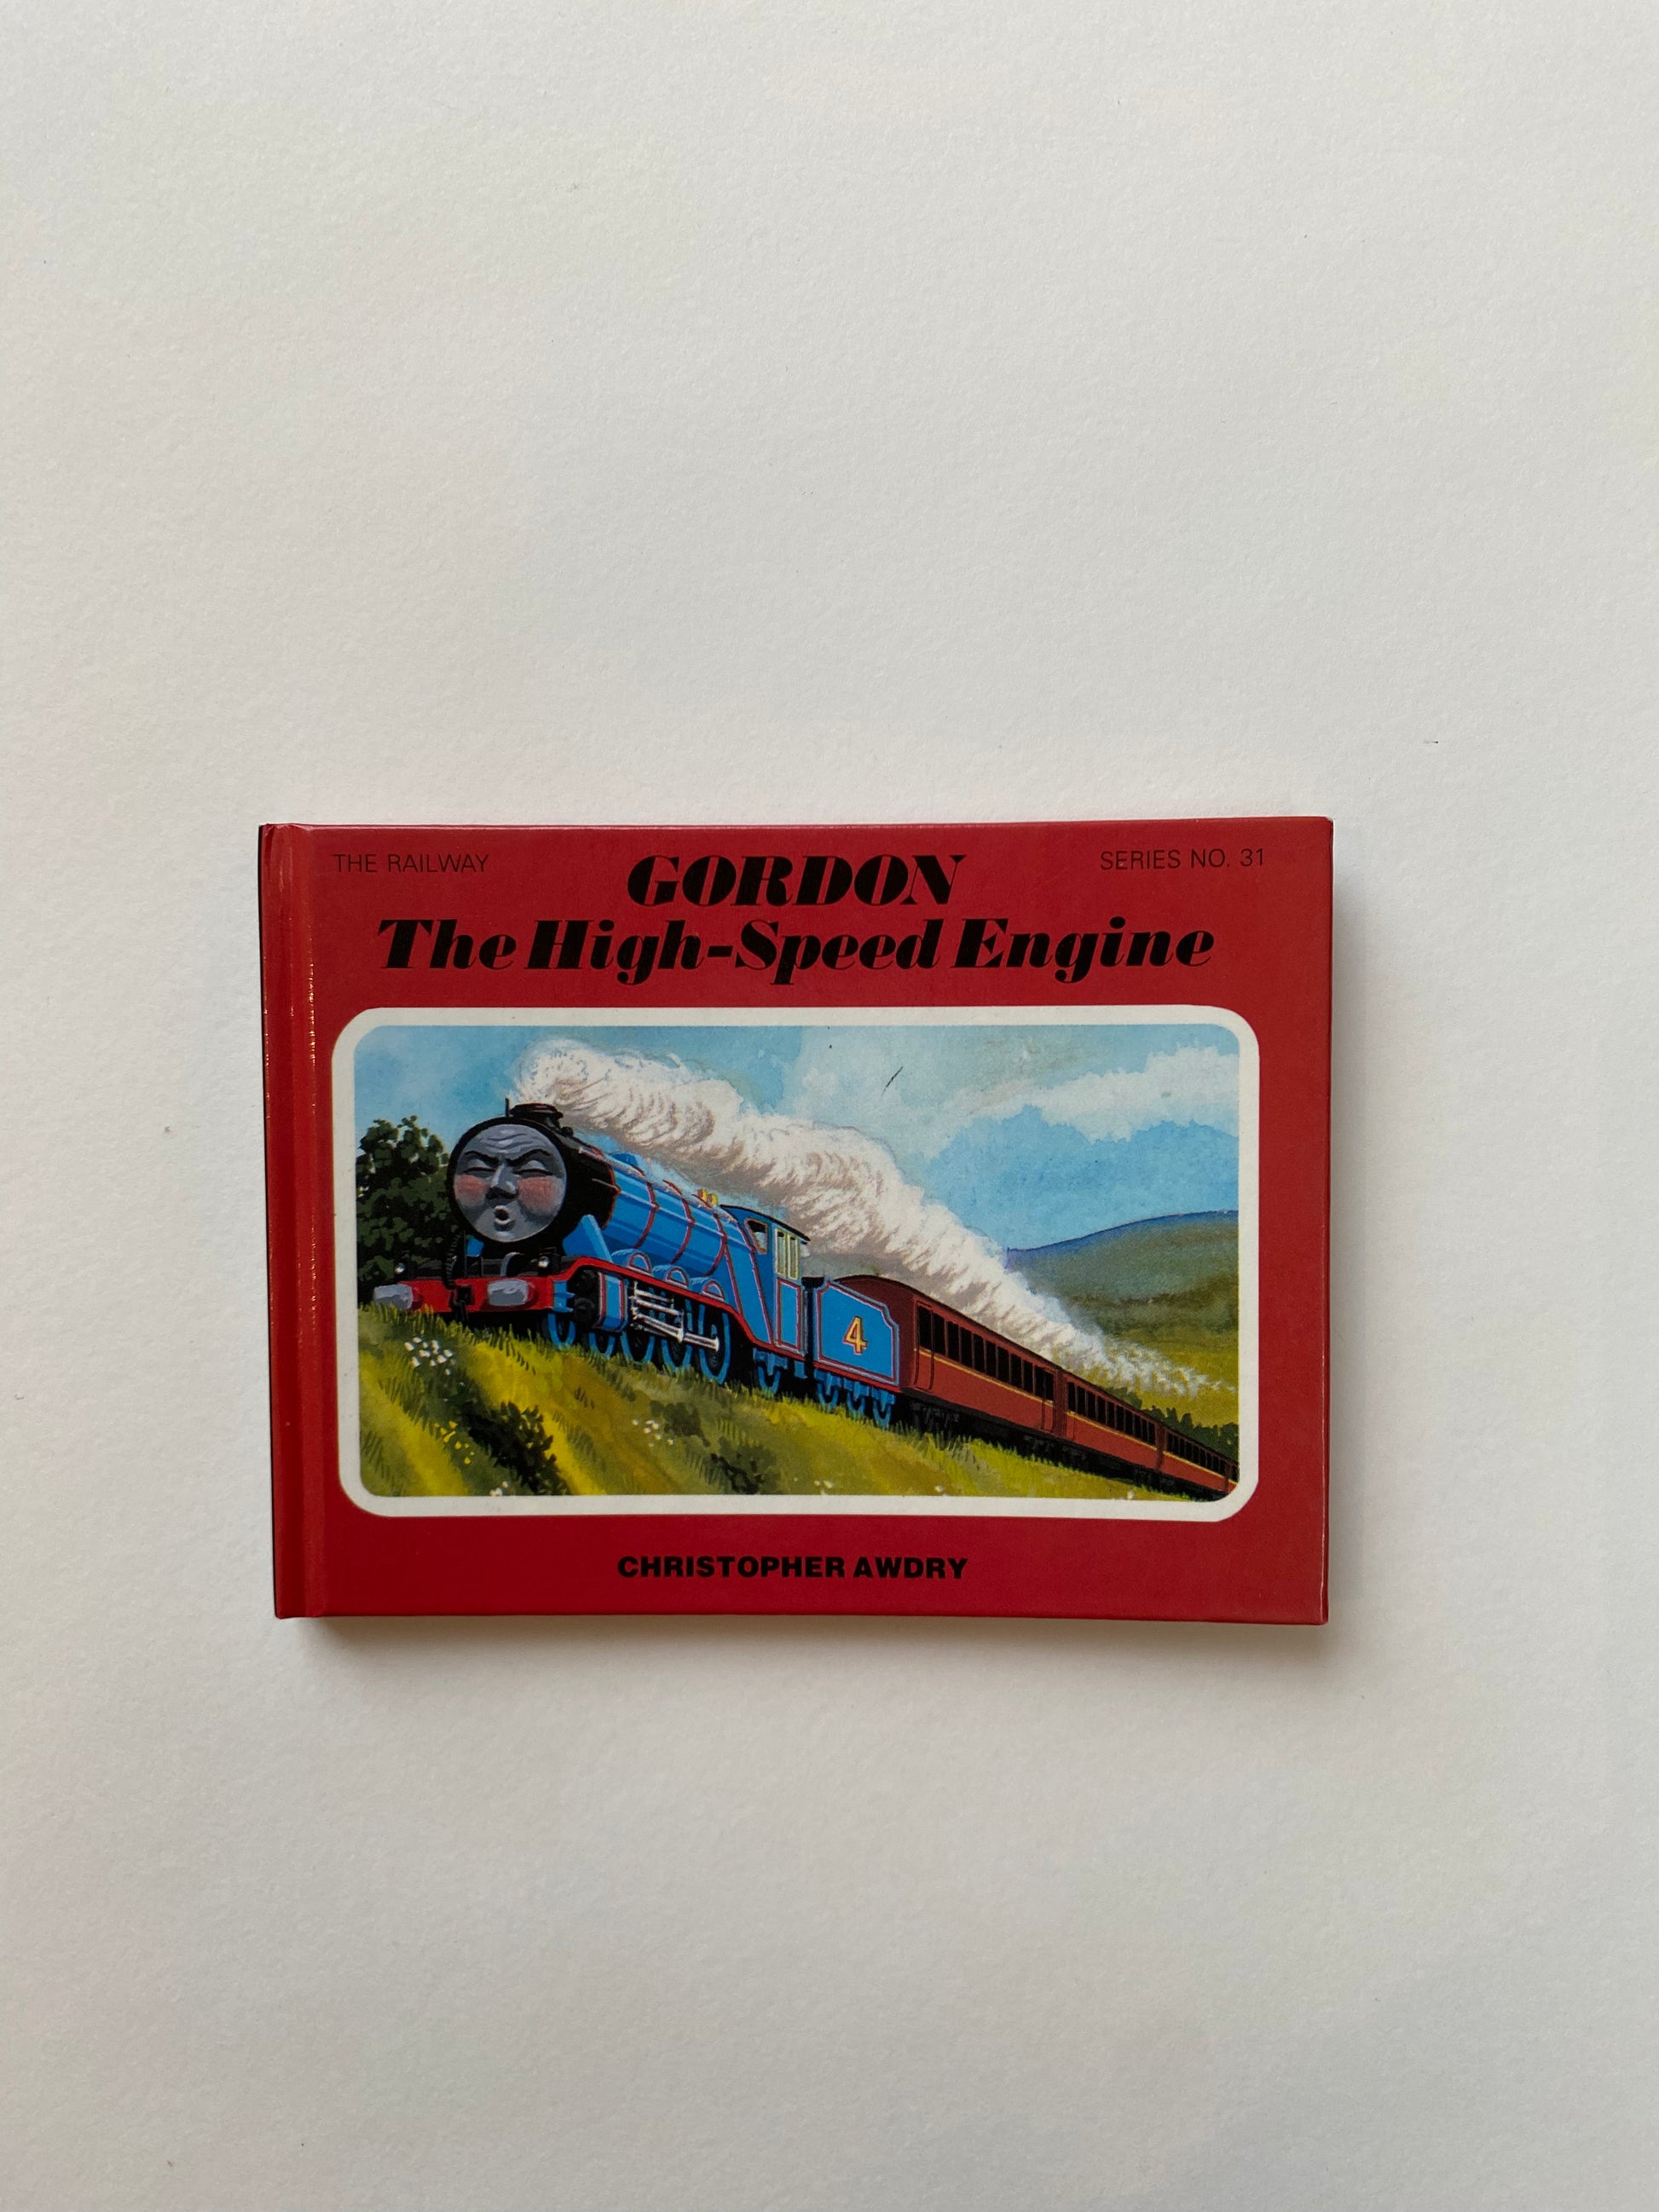 THE RAILWAY
SERIES NO. 31
GORDON
The High-Speed Engine
4
CHRISTOPHER AWDRY